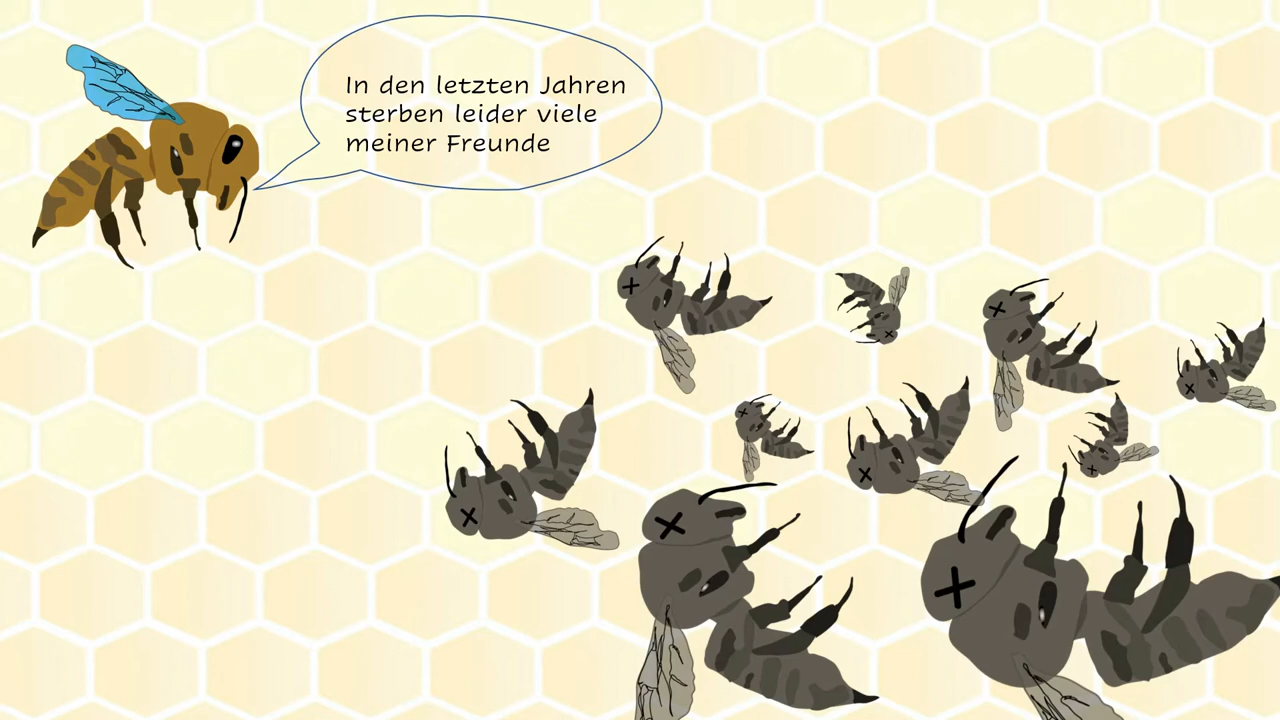 In den letzten Jahren
sterben leider viele
meiner Freunde